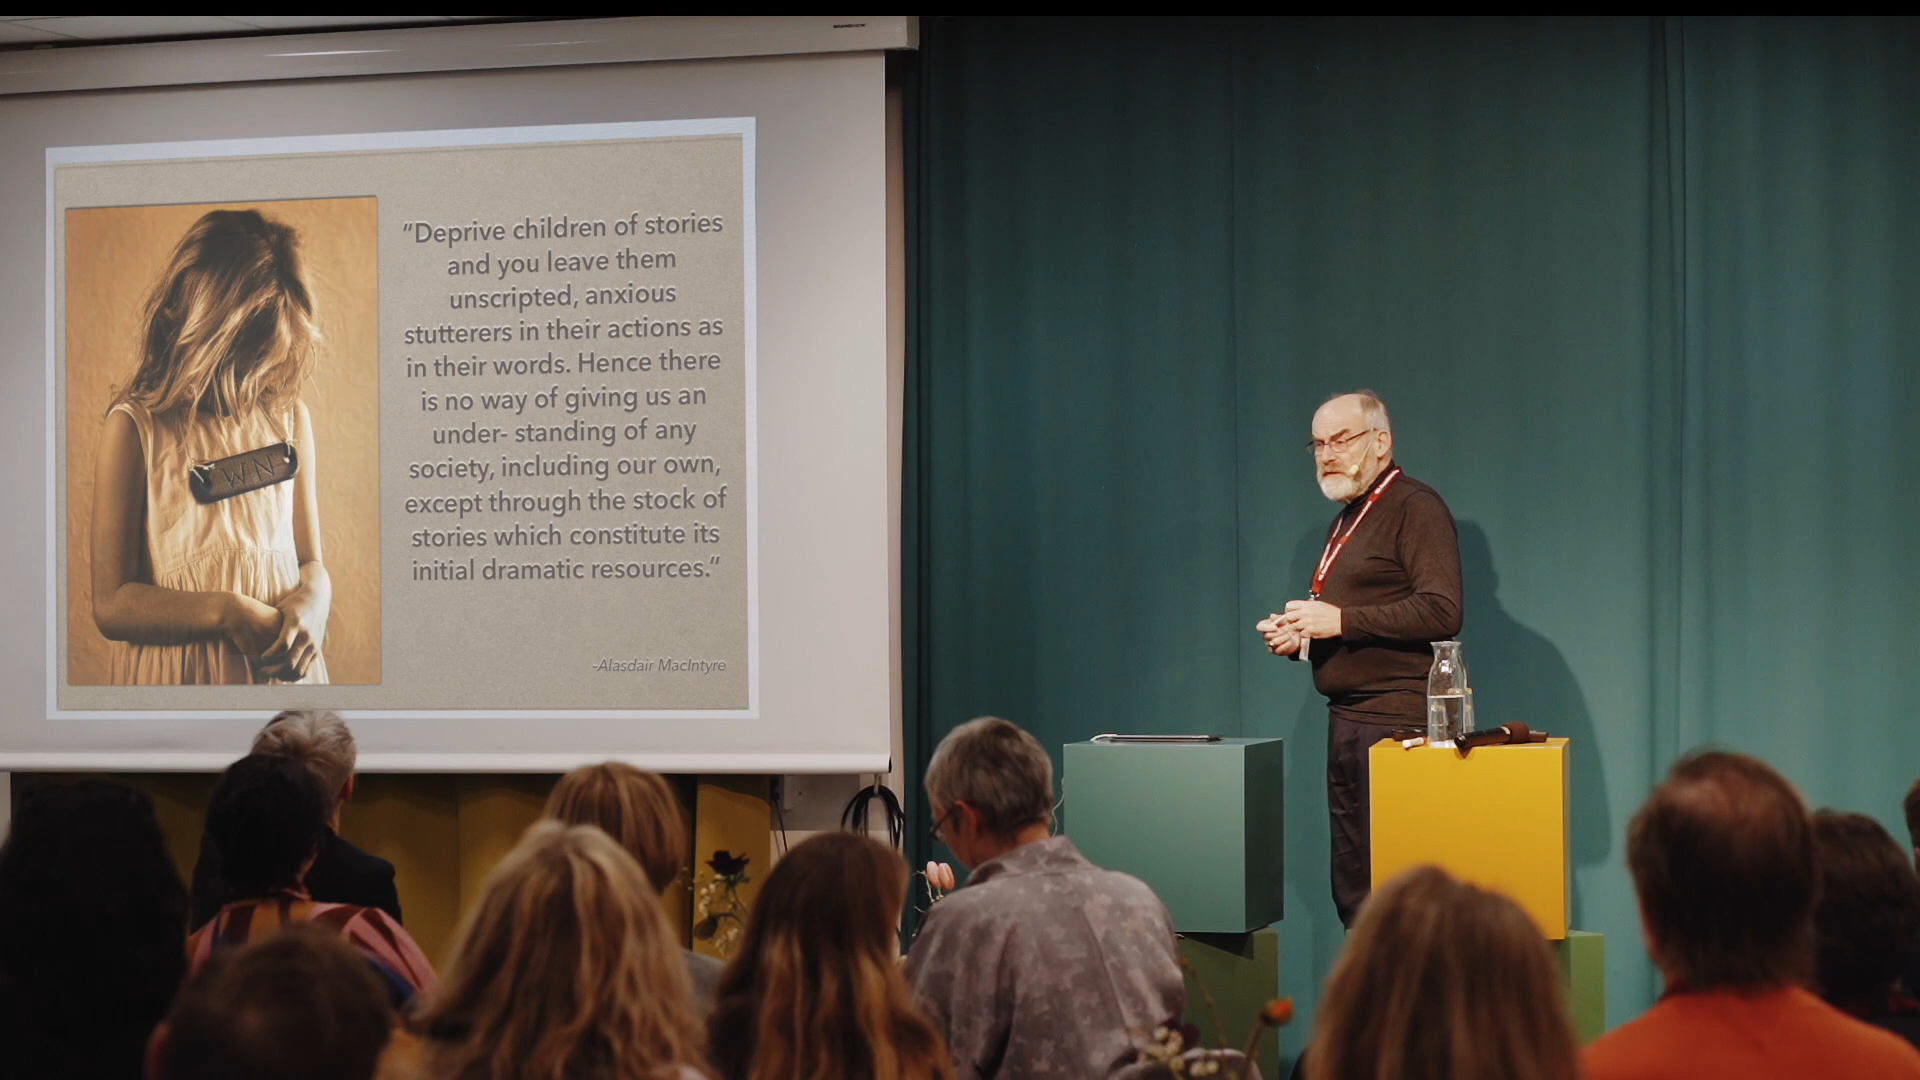 “Deprive children of stories
and you leave them
unscripted, anxious
stutterers in their actions as
in their words. Hence there
is no way of giving us an
under- standing of any
society, including our own,
except through the stock of
stories which constitute its
initial dramatic resources.”
-Alasdair MacIntyre